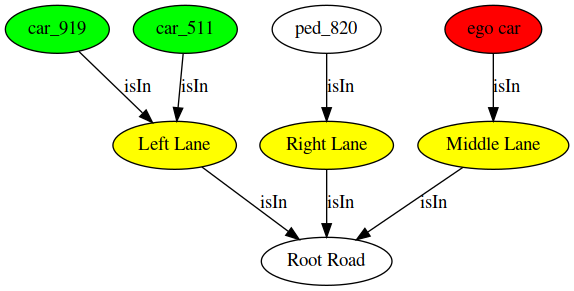 car_919
car_511
ped_820
ego car
isIn
isIn
isIn
isIn
Left Lane
Right Lane
Middle Lane
isIn
isIn
isIn
Root Road